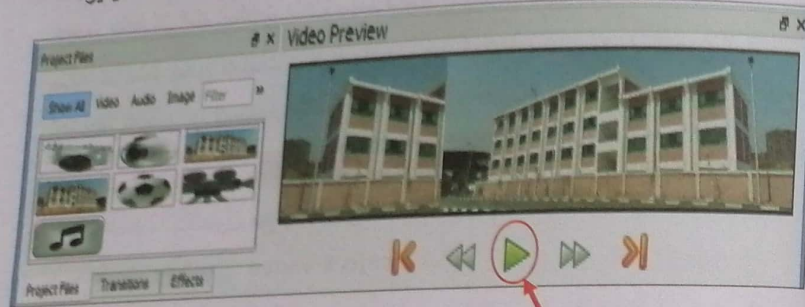 Project Files
Video Preview
Show All Video Audio Image Filter »
Project Files Transitions Effects